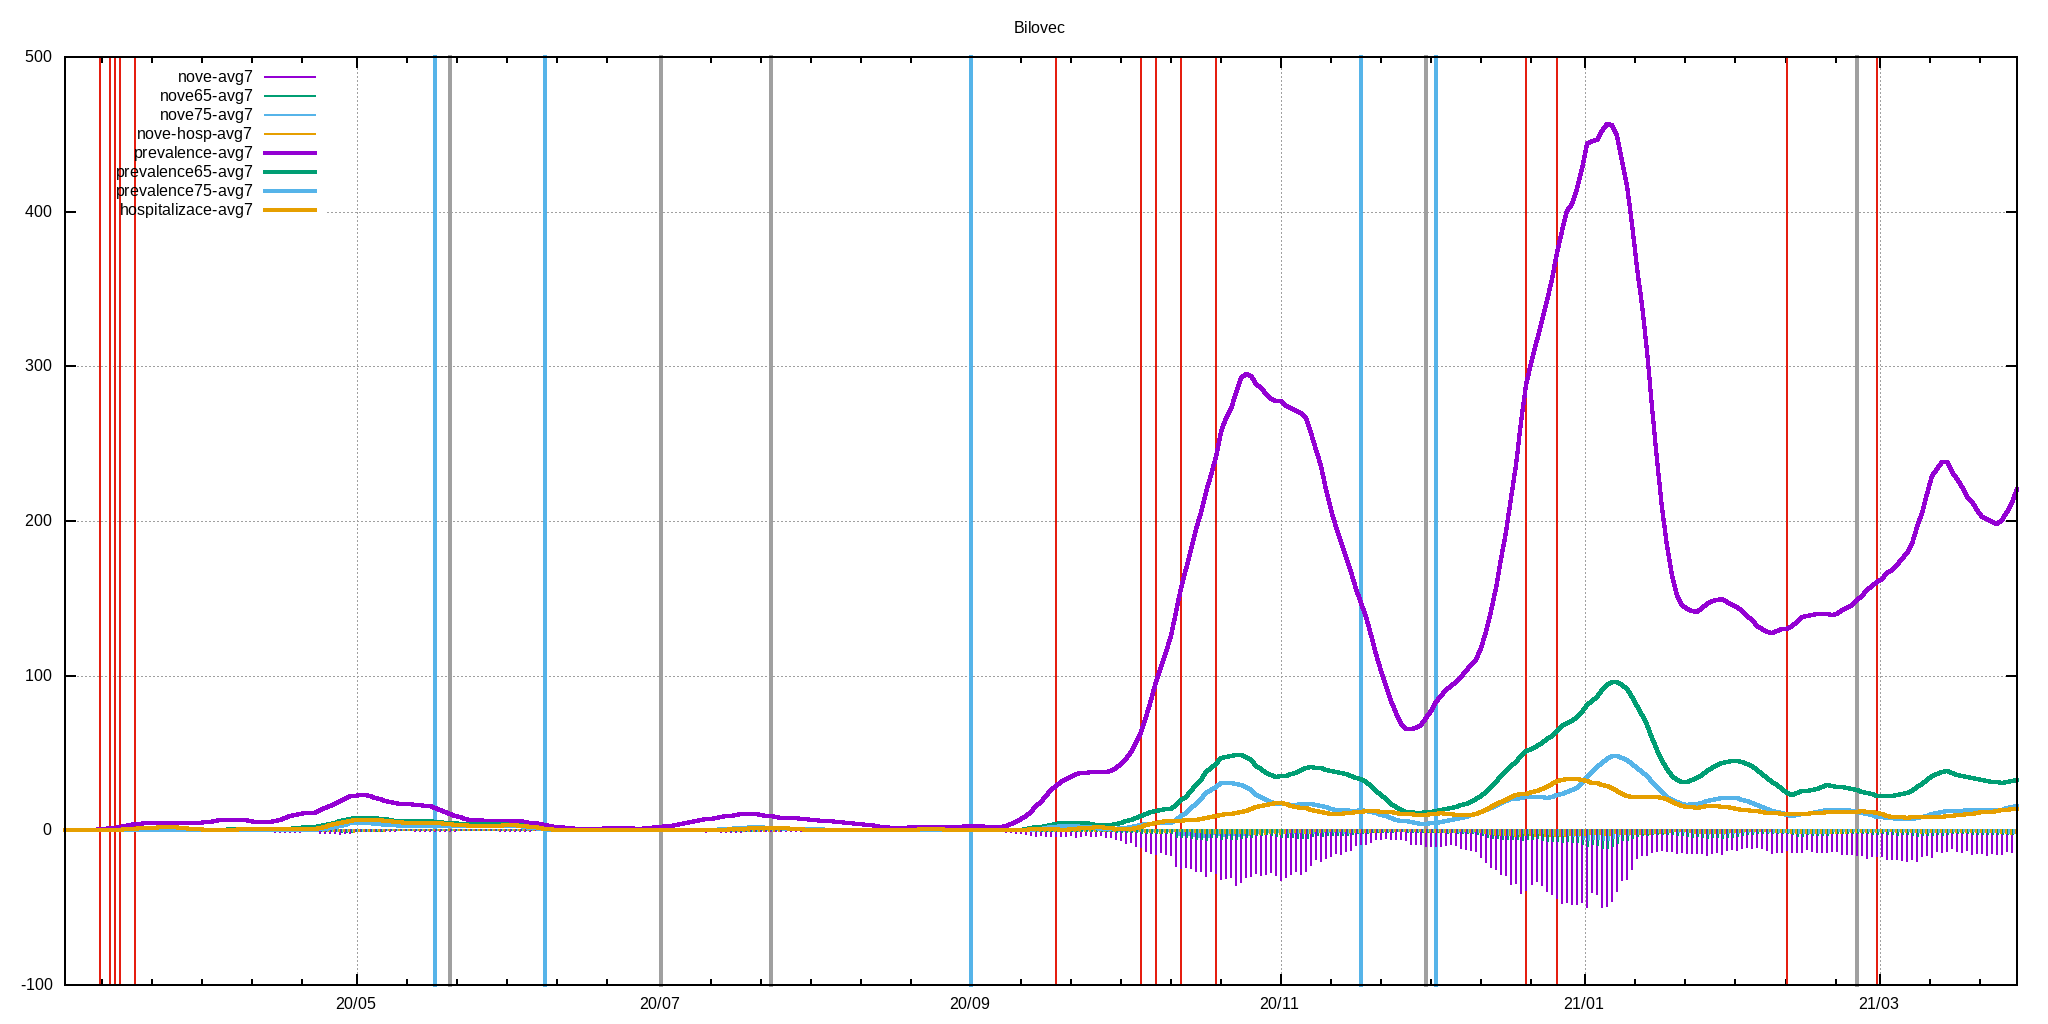 Bilovec
500
400
300
200
100
0
-100
nove-avg7
nove65-avg7
nove75-avg7
nove-hosp-avg7
prevalence-avg7
prevalence65-avg7
prevalence75-avg7
hospitalizace-avg7
20/05
20/07
20/09
20/11
21/01
21/03